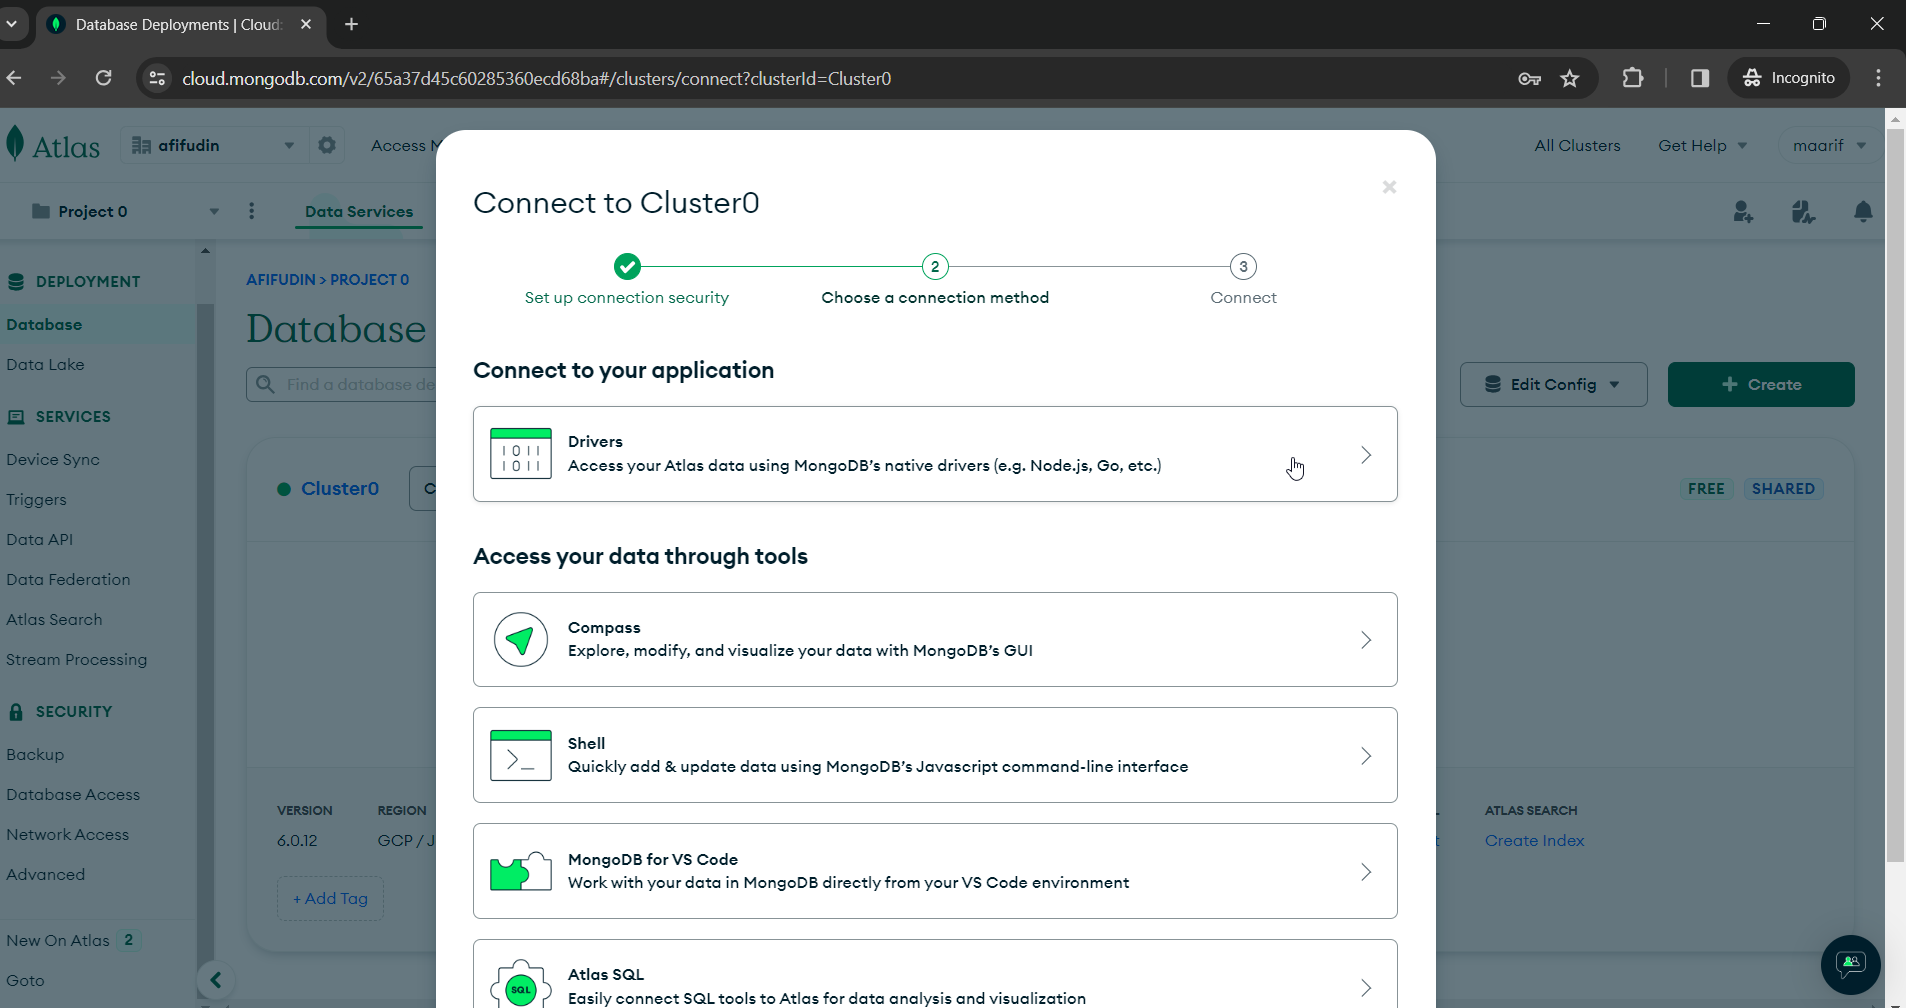 Database Deployments | Cloud:
cloud.mongodb.com/v2/65a37d45c60285360ecd68ba#/clusters/connect?clusterId=Cluster0
Incognito
Atlas
afifudin
Access M
All Clusters
Get Help
maarif
Project 0
Data Services
DEPLOYMENT
Database
Data Lake
SERVICES
Device Sync
Triggers
Data API
Data Federation
Atlas Search
Stream Processing
SECURITY
Backup
Database Access
Network Access
Advanced
New On Atlas 2
Goto
AFIFUDIN > PROJECT 0
Database
Find a database de
Edit Config
+ Create
Cluster0
C
FREE
SHARED
VERSION
6.0.12
REGION
GCP / J
+ Add Tag
ATLAS SEARCH
Create Index
Connect to Cluster0
Set up connection security
2
Choose a connection method
3
Connect
Connect to your application
1011
1011
Drivers
Access your Atlas data using MongoDB’s native drivers (e.g. Node.js, Go, etc.)
Access your data through tools
Compass
Explore, modify, and visualize your data with MongoDB’s GUI
Shell
Quickly add & update data using MongoDB’s Javascript command-line interface
MongoDB for VS Code
Work with your data in MongoDB directly from your VS Code environment
SQL
Atlas SQL
Easily connect SQL tools to Atlas for data analysis and visualization